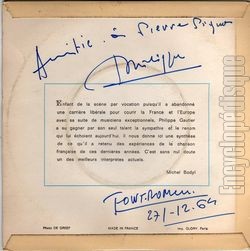 Amitié à Pierre
Enfant de la scène par vocation puisqu'il a abandonné
une carrière libérale pour courir la France et l'Europe
avec sa suite de musiciens exceptionnels, Philippe Gautier
a su gagner par son seul talent la sympathie et le renom
qui lui échoient aujourd'hui. Il nous donne ici une synthèse
de ce qu'il a retenu des expériences de la chanson
française de ces dernières années. C'est sans nul doute
un des meilleurs interprètes actuels.
Michel Bodyl
FONT-ROMEU
27/-12.64
Photo DE GREEF MADE IN FRANCE Imp. GLORY Paris